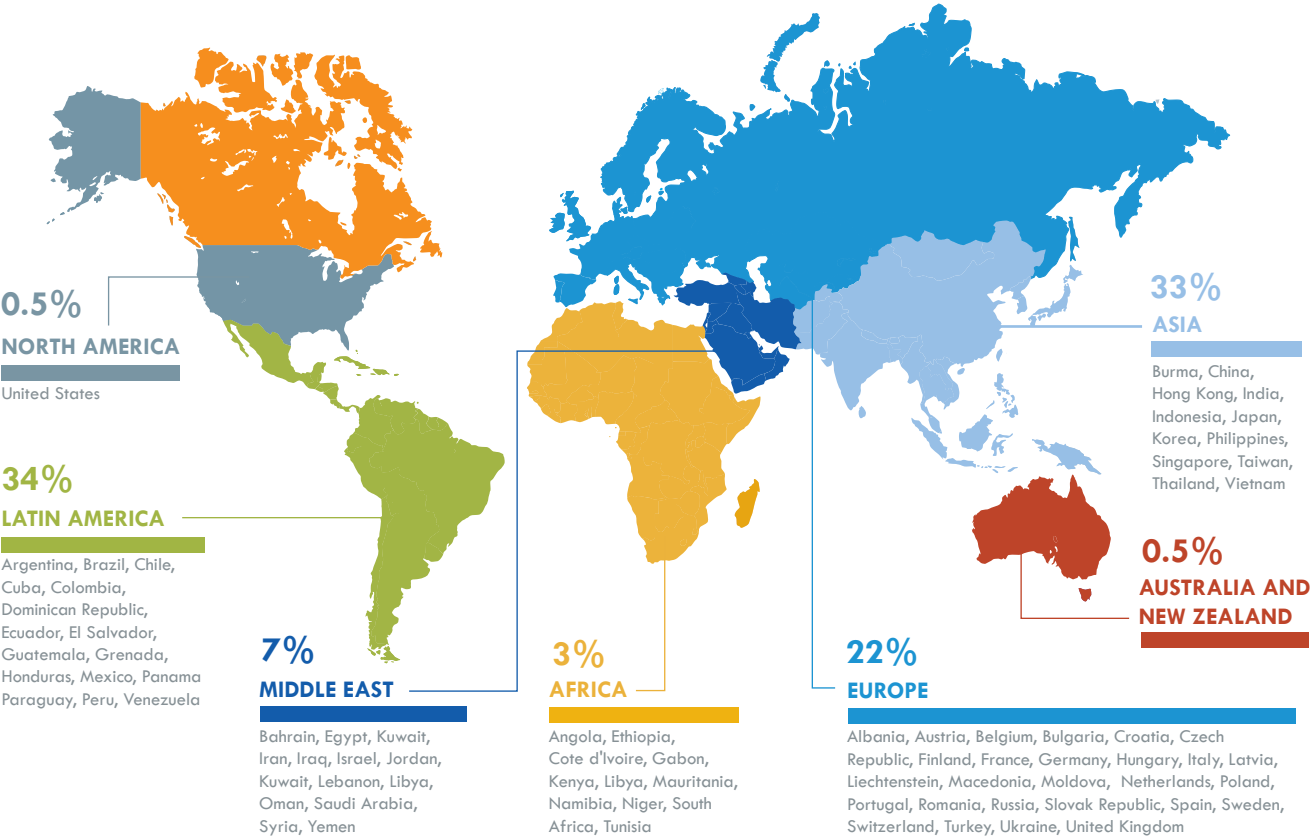 0.5%
NORTH AMERICA
United States
34%
LATIN AMERICA
Argentina, Brazil, Chile,
Cuba, Colombia,
Dominican Republic,
Ecuador, El Salvador,
Guatemala, Grenada,
Honduras, Mexico, Panama
Paraguay, Peru, Venezuela
7%
MIDDLE EAST
Bahrain, Egypt, Kuwait,
Iran, Iraq, Israel, Jordan,
Kuwait, Lebanon, Libya,
Oman, Saudi Arabia,
Syria, Yemen
3%
AFRICA
Angola, Ethiopia,
Cote d'Ivoire, Gabon,
Kenya, Libya, Mauritania,
Namibia, Niger, South
Africa, Tunisia
22%
EUROPE
Albania, Austria, Belgium, Bulgaria, Croatia, Czech
Republic, Finland, France, Germany, Hungary, Italy, Latvia,
Liechtenstein, Macedonia, Moldova, Netherlands, Poland,
Portugal, Romania, Russia, Slovak Republic, Spain, Sweden,
Switzerland, Turkey, Ukraine, United Kingdom
33%
ASIA
Burma, China,
Hong Kong, India,
Indonesia, Japan,
Korea, Philippines,
Singapore, Taiwan,
Thailand, Vietnam
0.5%
AUSTRALIA AND
NEW ZEALAND